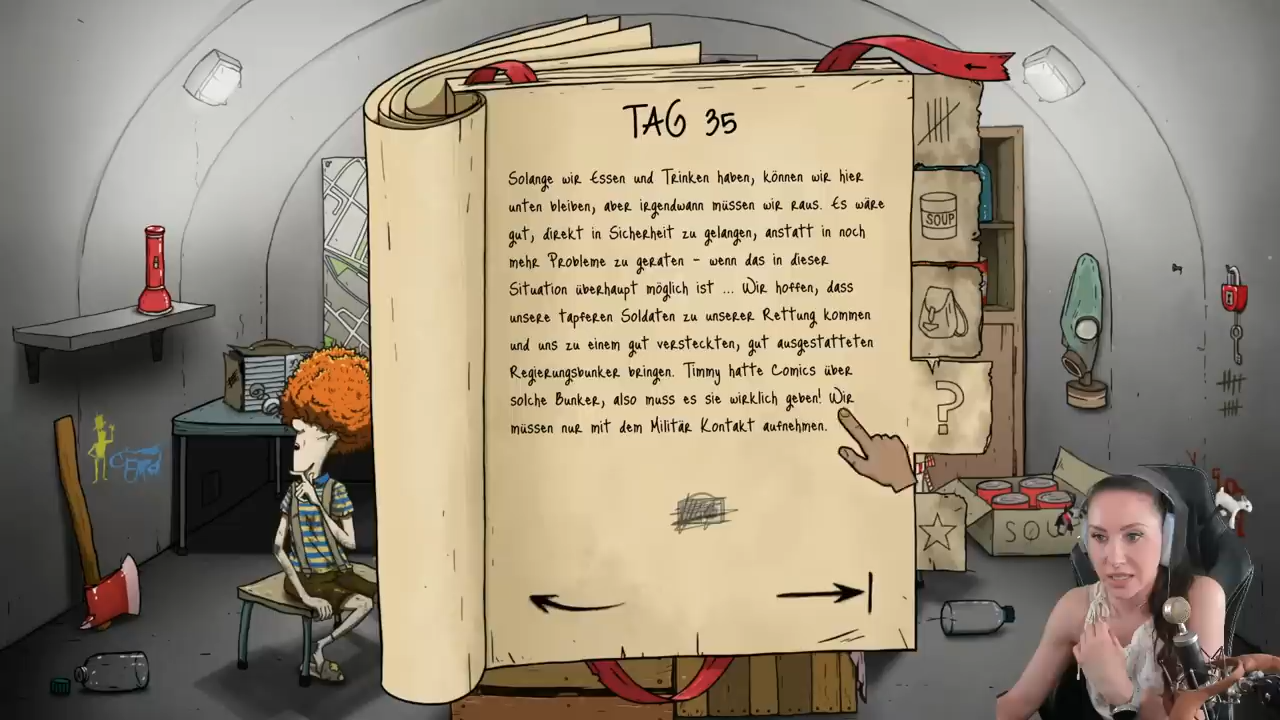 TAG 35
Solange wir Essen und Trinken haben, können wir hier
unten bleiben, aber irgendwann müssen wir raus. Es wäre
gut, direkt in Sicherheit zu gelangen, anstatt in noch
mehr Probleme zu geraten - wenn das in dieser
Situation überhaupt möglich ist ... Wir hoffen, dass
unsere tapferen Soldaten zu unserer Rettung kommen
und uns zu einem gut versteckten, gut ausgestatteten
Regierungsbunker bringen. Timmy hatte Comics über
solche Bunker, also muss es sie wirklich geben! Wir
müssen nur mit dem Militär Kontakt aufnehmen.
SOUP
?